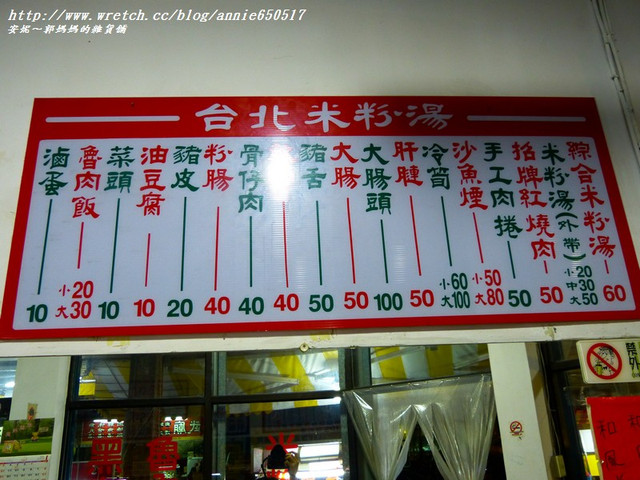 http://www.wretch.cc/blog/annie650517
安妮～郭媽媽的雜貨舖
台北米粉湯
綜合米粉湯 60
米粉湯(外帶) 小20 中30 大50
招牌紅燒肉 50
手工肉捲 50
沙魚煙 小50 大80
冷筍 小60 大100
肝腱 50
大腸頭 100
大腸 50
豬舌 50
40
骨仔肉 40
粉腸 40
豬皮 20
油豆腐 10
菜頭 10
魯肉飯 小20 大30
滷蛋 10